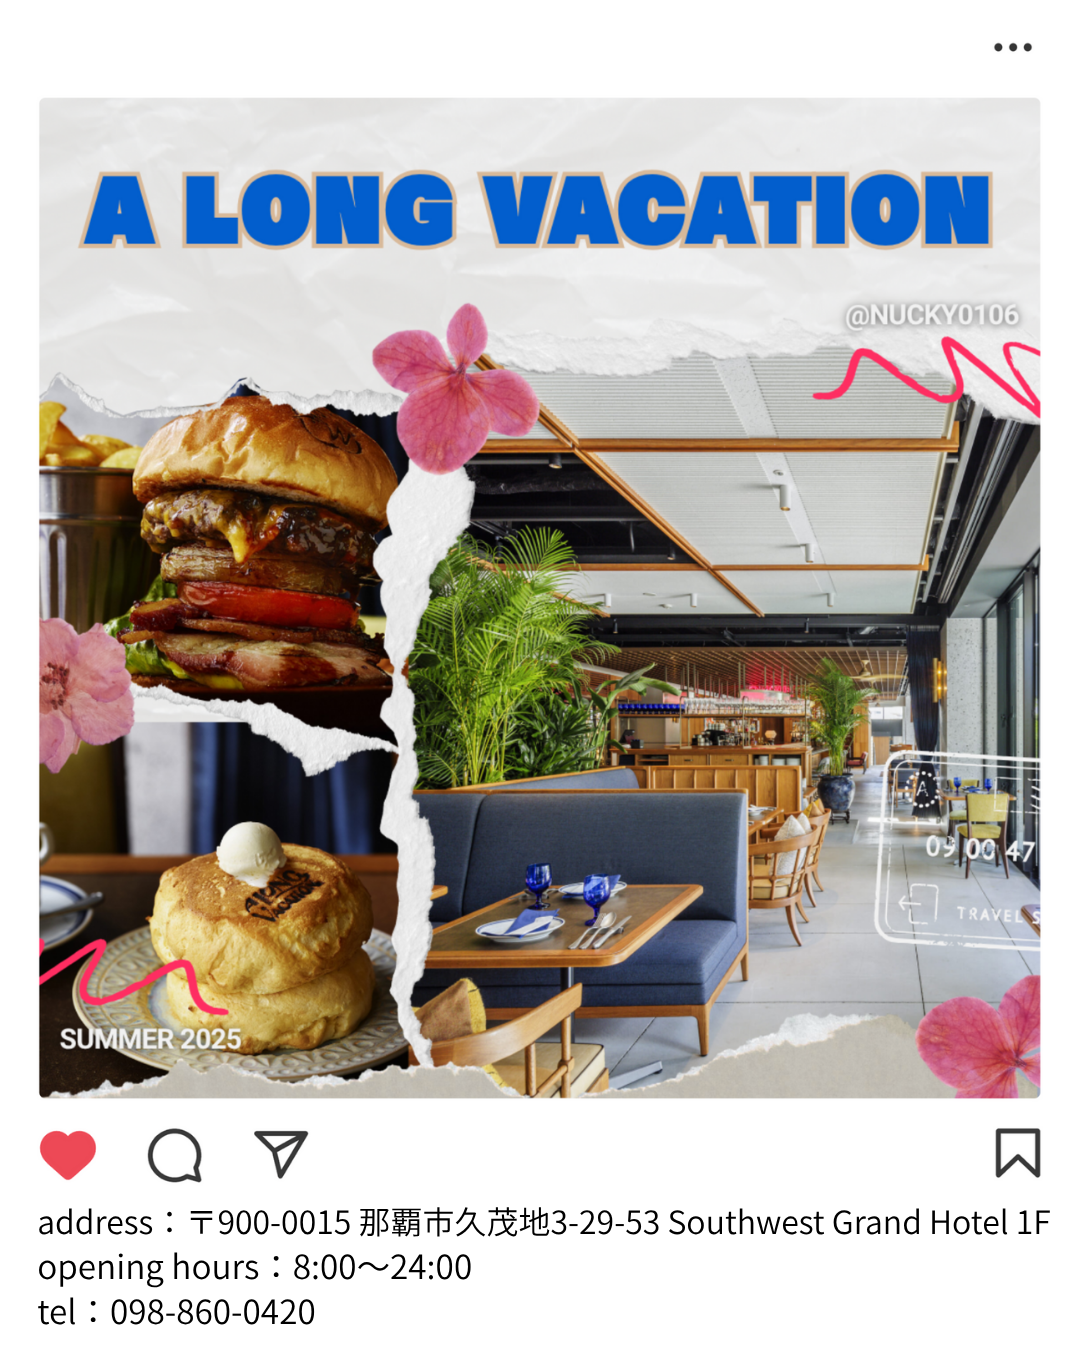 A LONG VACATION
@NUCKY0106
A
09 00 47
TRAVEL S
SUMMER 2025
address：〒900-0015 那覇市久茂地3-29-53 Southwest Grand Hotel 1F
opening hours：8:00〜24:00
tel：098-860-0420